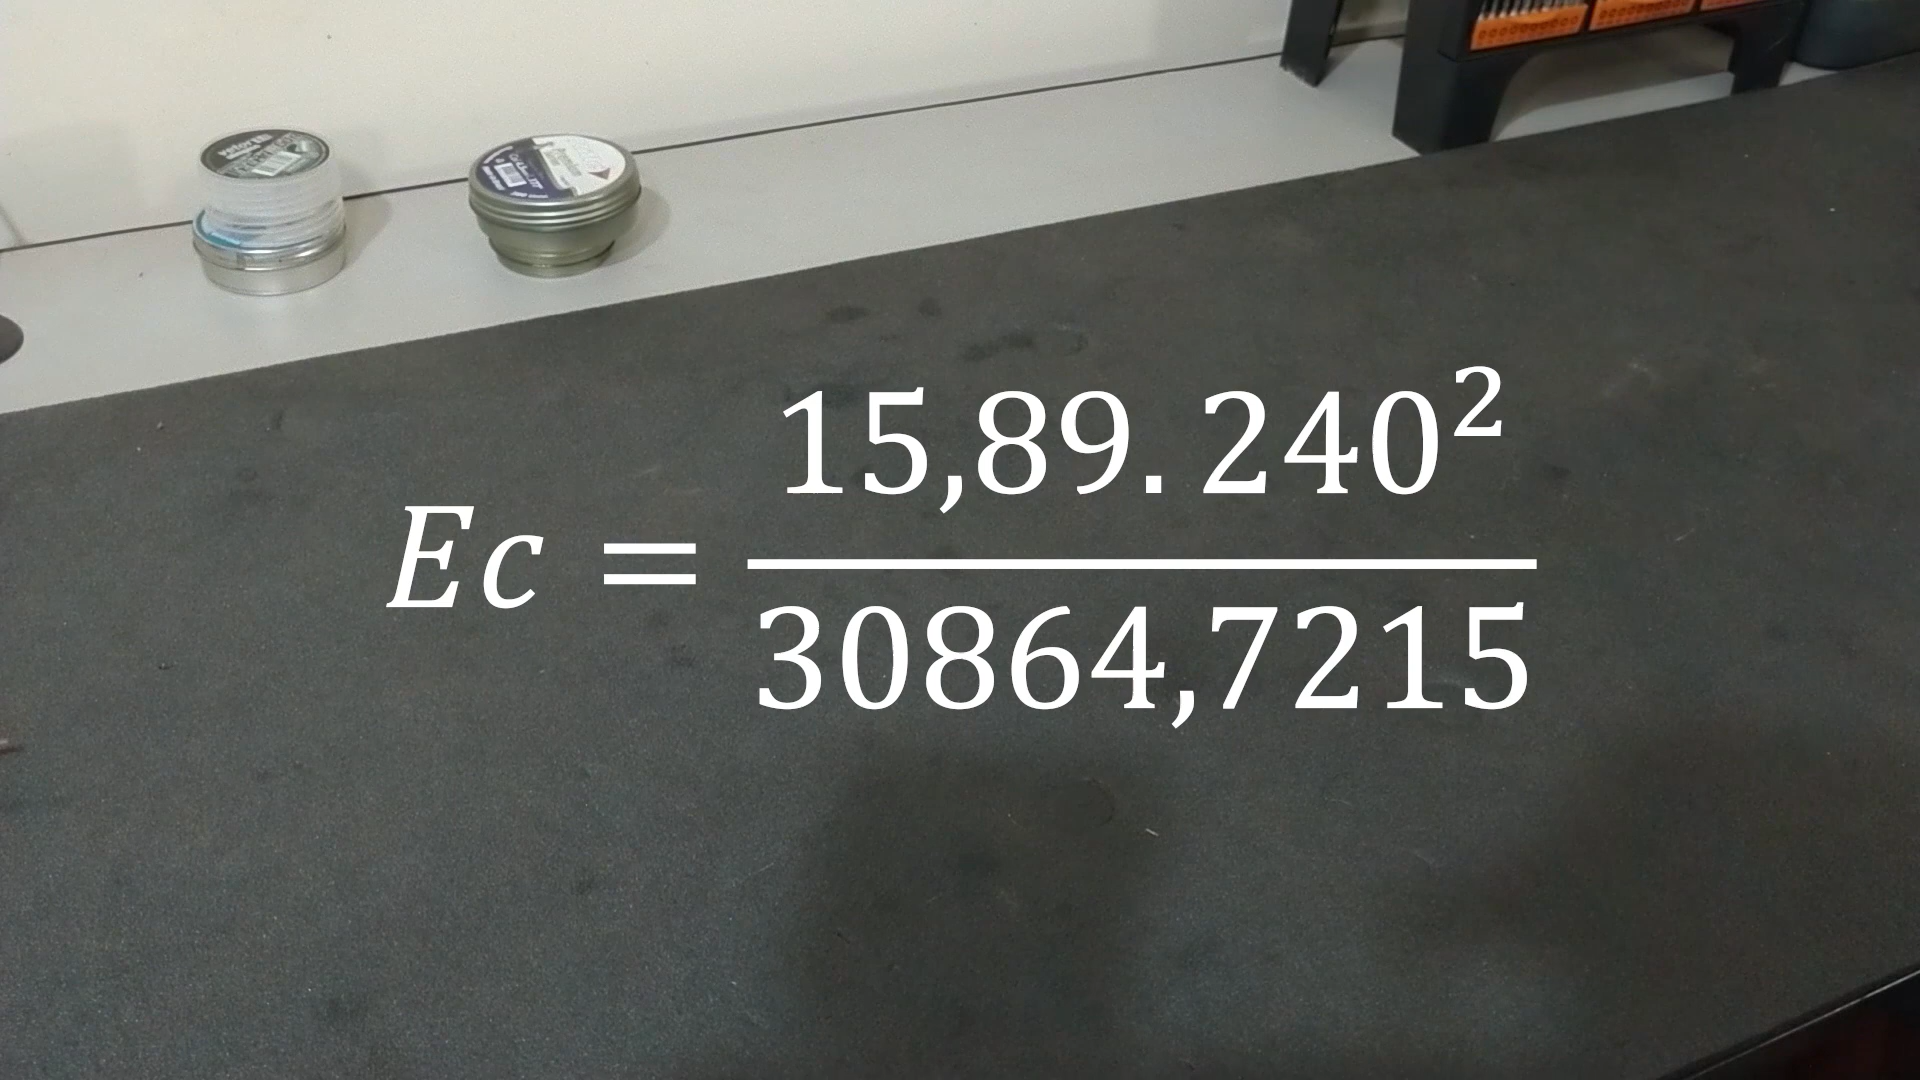 Ec = 15,89. 240² / 30864,7215